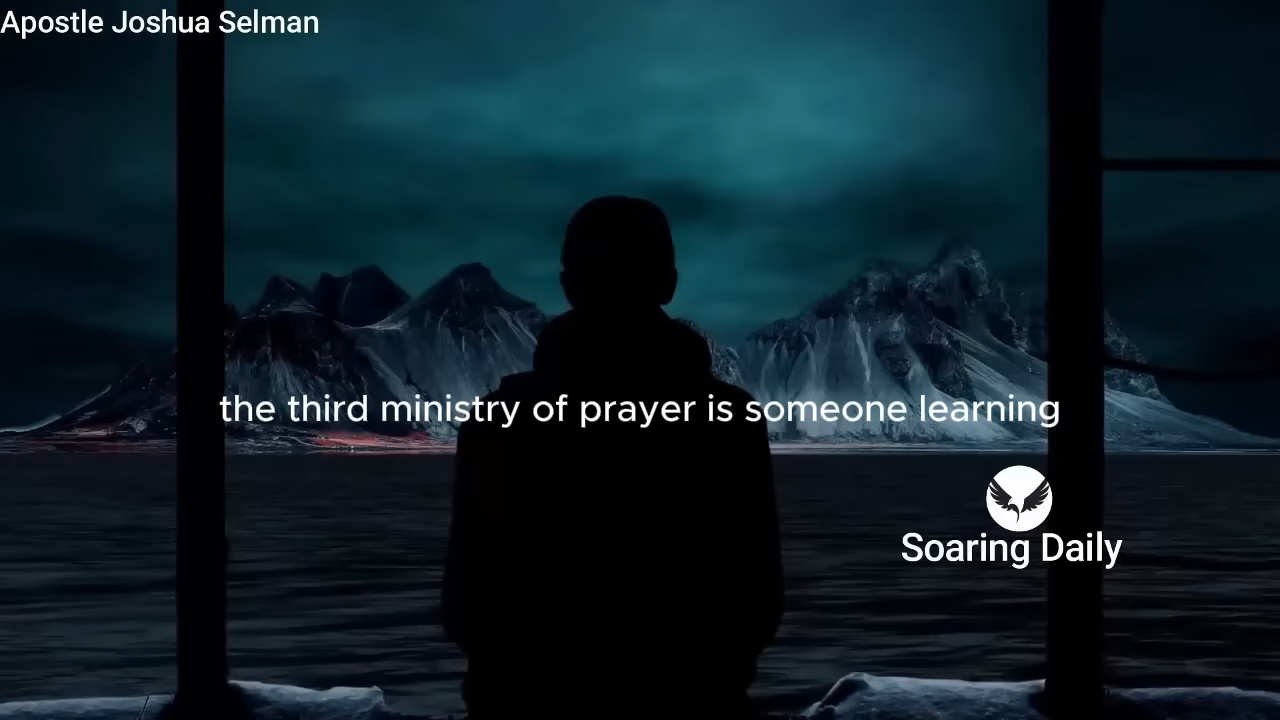 Apostle Joshua Selman
the third ministry of prayer is someone learning
Soaring Daily